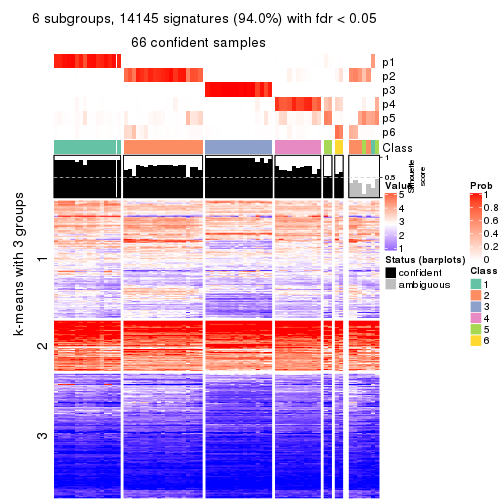 6 subgroups, 14145 signatures (94.0%) with fdr < 0.05
66 confident samples
p1
p2
p3
p4
p5
p6
Class
1
0.5
0
Silhouette
score
k-means with 3 groups
1
2
3
Value
5
4
3
2
1
Status (barplots)
confident
ambiguous
Prob
1
0.8
0.6
0.4
0.2
0
Class
1
2
3
4
5
6